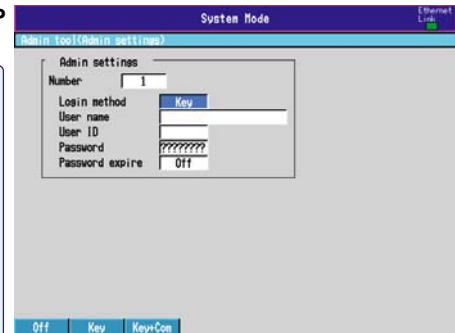 System Mode
Ethernet
Link
Admin tool(Admin settings)
Admin settings
Number 1
Login method Key
User name
User ID
Password ????????
Password expire Off
Off Key Key+Com